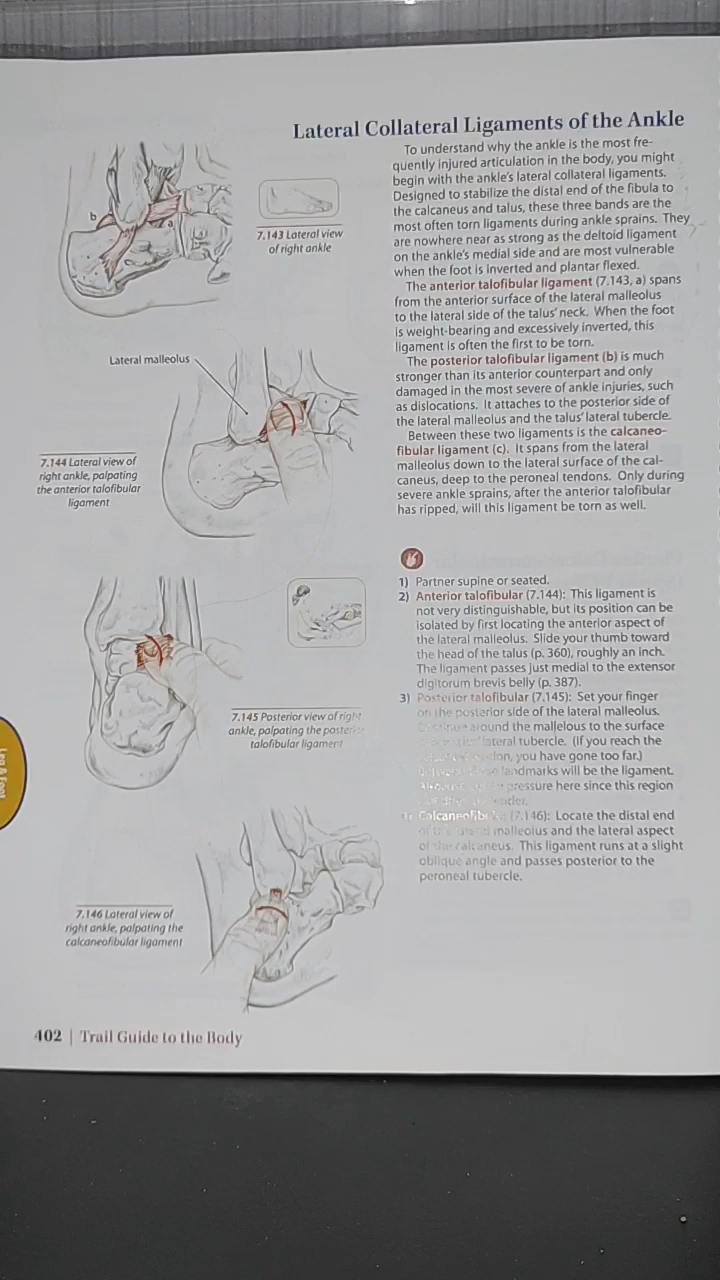 Lateral Collateral Ligaments of the Ankle
To understand why the ankle is the most fre-
quently injured articulation in the body, you might
begin with the ankle's lateral collateral ligaments.
Designed to stabilize the distal end of the fibula to
the calcaneus and talus, these three bands are the
most often torn ligaments during ankle sprains. They
are nowhere near as strong as the deltoid ligament
on the ankle's medial side and are most vulnerable
when the foot is inverted and plantar flexed.
The anterior talofibular ligament (7.143, a) spans
from the anterior surface of the lateral malleolus
to the lateral side of the talus' neck. When the foot
is weight-bearing and excessively inverted, this
ligament is often the first to be torn.
The posterior talofibular ligament (b) is much
stronger than its anterior counterpart and only
damaged in the most severe of ankle injuries, such
as dislocations. It attaches to the posterior side of
the lateral malleolus and the talus' lateral tubercle.
Between these two ligaments is the calcaneo-
fibular ligament (c). It spans from the lateral
malleolus down to the lateral surface of the cal-
caneus, deep to the peroneal tendons. Only during
severe ankle sprains, after the anterior talofibular
has ripped, will this ligament be torn as well.
1) Partner supine or seated.
2) Anterior talofibular (7.144): This ligament is
not very distinguishable, but its position can be
isolated by first locating the anterior aspect of
the lateral malleolus. Slide your thumb toward
the head of the talus (p. 360), roughly an inch.
The ligament passes just medial to the extensor
digitorum brevis belly (p. 387).
3) Posterior talofibular (7.145): Set your finger
on the posterior side of the lateral malleolus.
around the malleolus to the surface
lateral tubercle. (If you reach the
you have gone too far.)
landmarks will be the ligament.
pressure here since this region
(7.146): Locate the distal end
malleolus and the lateral aspect
of the calcaneus. This ligament runs at a slight
oblique angle and passes posterior to the
peroneal tubercle.
b
a
7.143 Lateral view
of right ankle
Lateral malleolus
7.144 Lateral view of
right ankle, palpating
the anterior talofibular
ligament
7.145 Posterior view of right
ankle, palpating the posterior
talofibular ligament
7.146 Lateral view of
right ankle, palpating the
calcaneofibular ligament
Leg & Foot
402 | Trail Guide to the Body